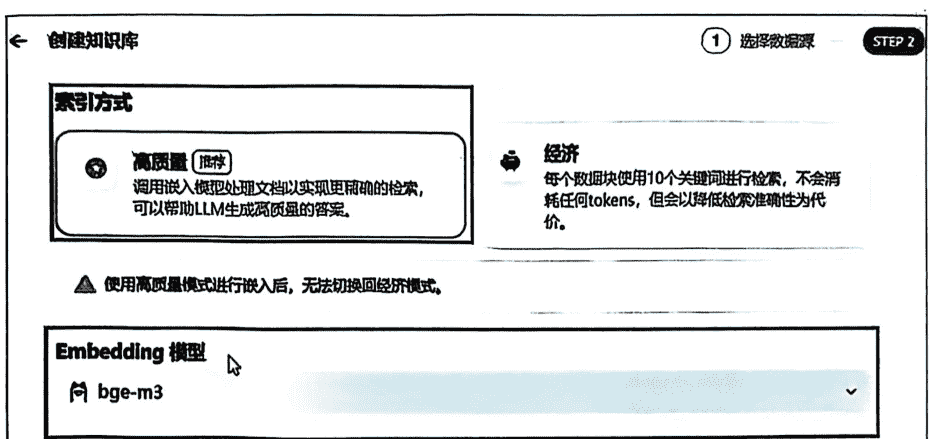 创建知识库
1 选择数据源
STEP 2
索引方式
高质量 推荐
调用嵌入模型处理文档以实现更精确的检索，
可以帮助LLM生成高质量的答案。
经济
每个数据块使用10个关键词进行检索，不会消
耗任何tokens，但会以降低检索准确性为代
价。
使用高质量模式进行嵌入后，无法切换回经济模式。
Embedding 模型
bge-m3